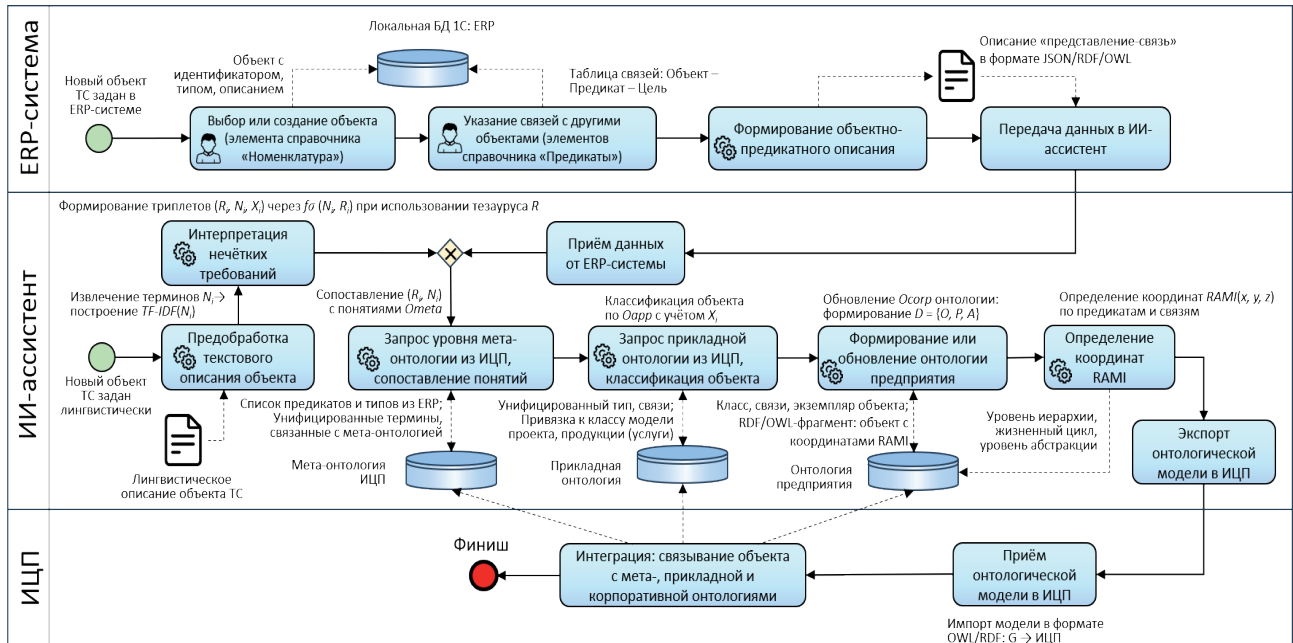 ERP-система
Локальная БД 1С: ERP
Новый объект
ТС задан в
ERP-системе
Объект с
идентификатором,
типом, описанием
Таблица связей: Объект –
Предикат – Цель
Описание «представление-связь»
в формате JSON/RDF/OWL
Выбор или создание объекта
(элемента справочника
«Номенклатура»)
Указание связей с другими
объектами (элементов
справочника «Предикаты»)
Формирование объектно-
предикатного описания
Передача данных в ИИ-
ассистент
ИИ-ассистент
Формирование триплетов (Ri, Ni, Xi) через fσ (Ni, Ri) при использовании тезауруса R
Интерпретация
нечётких
требований
Приём данных
от ERP-системы
Извлечение терминов Ni →
построение TF-IDF(Ni)
Сопоставление (Ri, Ni)
с понятиями Ometa
Классификация объекта
по Oapp с учётом Xi
Обновление Ocorp онтологии:
формирование D = {O, P, A}
Определение координат RAMI(x, y, z)
по предикатам и связям
Новый объект
ТС задан
лингвистически
Предобработка
текстового
описания объекта
Запрос уровня мета-
онтологии из ИЦП,
сопоставление понятий
Запрос прикладной
онтологии из ИЦП,
классификация объекта
Формирование или
обновление онтологии
предприятия
Определение
координат
RAMI
Лингвистическое
описание объекта ТС
Список предикатов и типов из ERP;
Унифицированные термины,
связанные с мета-онтологией
Мета-онтология
ИЦП
Унифицированный тип, связи;
Привязка к классу модели
проекта, продукции (услуги)
Прикладная
онтология
Класс, связи, экземпляр объекта;
RDF/OWL-фрагмент: объект с
координатами RAMI
Онтология
предприятия
Уровень иерархии,
жизненный цикл,
уровень абстракции
Экспорт
онтологической
модели в ИЦП
ИЦП
Финиш
Интеграция: связывание объекта
с мета-, прикладной и
корпоративной онтологиями
Приём
онтологической
модели в ИЦП
Импорт модели в формате
OWL/RDF: G → ИЦП